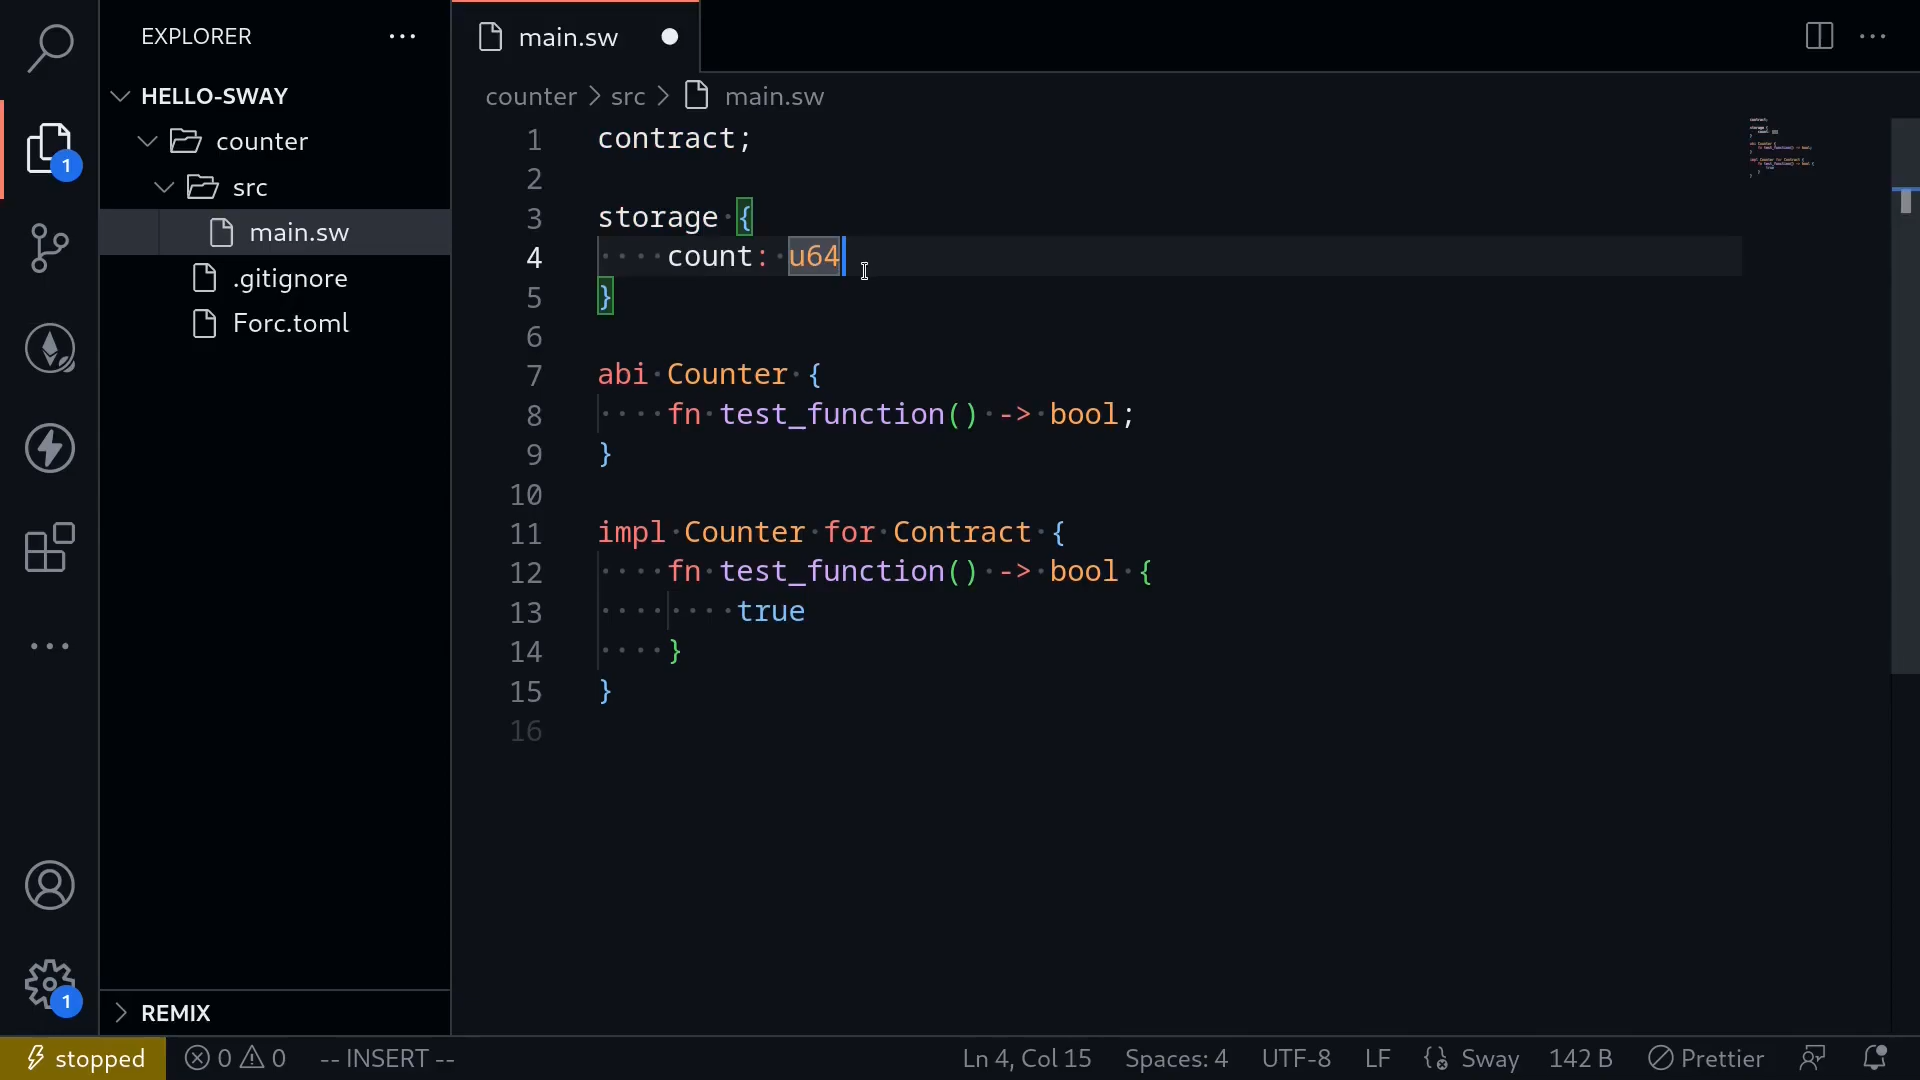 EXPLORER
HELLO-SWAY
counter
src
main.sw
.gitignore
Forc.toml
REMIX
1
1
main.sw
counter > src > main.sw
1 contract;
2
3 storage {
4     count: u64
5 }
6
7 abi Counter {
8     fn test_function() -> bool;
9 }
10
11 impl Counter for Contract {
12     fn test_function() -> bool {
13         true
14     }
15 }
16
stopped 0 0 -- INSERT -- Ln 4, Col 15 Spaces: 4 UTF-8 LF Sway 142 B Prettier